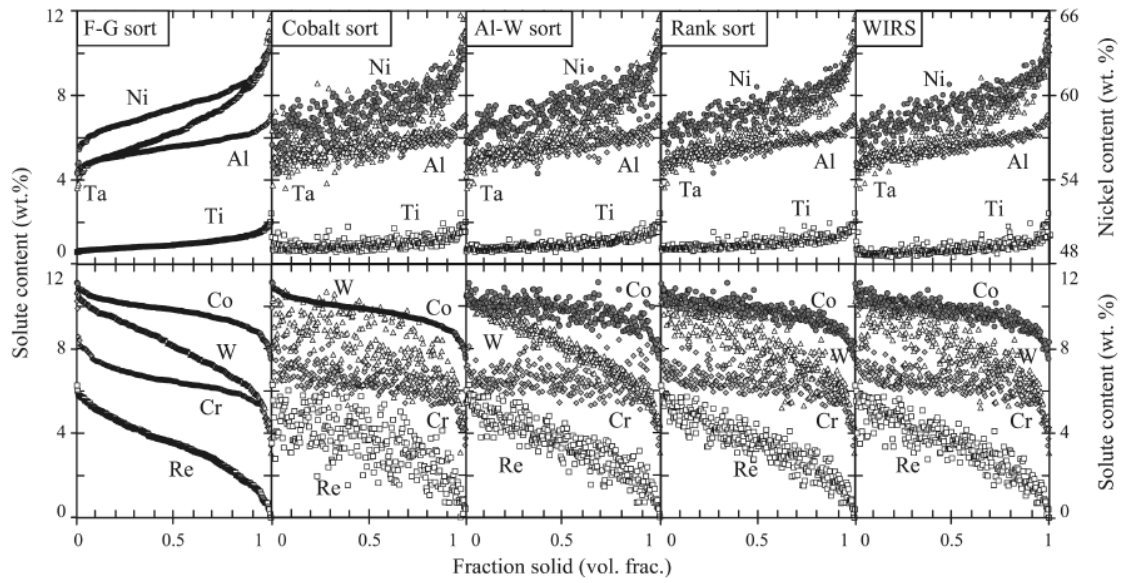 F-G sort Cobalt sort Al-W sort Rank sort WIRS
Solute content (wt.%)
12 8 4 0
Ni Ta Al Ti
Ni Ta Al Ti
Ni Ta Al Ti
Ni Ta Al Ti
Ni Ta Al Ti
66 60 54 48
Nickel content (wt. %)
12 8 4 0
Co W Cr Re
W Co Cr Re
Co W Cr Re
Co W Cr Re
Co W Cr Re
12 8 4 0
Solute content (wt. %)
0 0.5 1 0 0.5 1 0 0.5 1 0 0.5 1 0 0.5 1
Fraction solid (vol. frac.)